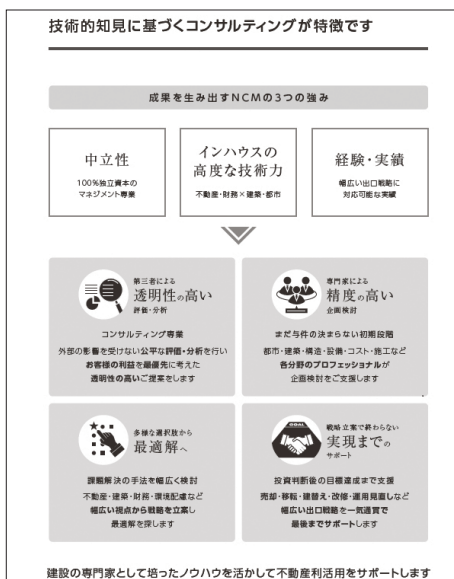 技術的知見に基づくコンサルティングが特徴です
成果を生み出すNCMの3つの強み
中立性
100%独立資本の
マネジメント専業
インハウスの
高度な技術力
不動産・財務×建築・都市
経験・実績
幅広い出口戦略に
対応可能な実績
第三者による
透明性の高い
評価・分析
コンサルティング専業
外部の影響を受けない公平な評価・分析を行い
お客様の利益を最優先に考えた
透明性の高いご提案をします
専門家による
精度の高い
企画検討
まだ与件の決まらない初期段階
都市・建築・構造・設備・コスト・施工など
各分野のプロフェッショナルが
企画検討をご支援します
多様な選択肢から
最適解へ
課題解決の手法を幅広く検討
不動産・建築・財務・環境配慮など
幅広い視点から戦略を立案し
最適解を探します
GOAL
戦略立案で終わらない
実現までの
サポート
投資判断後の目標達成まで支援
売却・移転・建替え・改修・運用見直しなど
幅広い出口戦略を一気通貫で
最後までサポートします
建設の専門家として培ったノウハウを活かして不動産利活用をサポートします